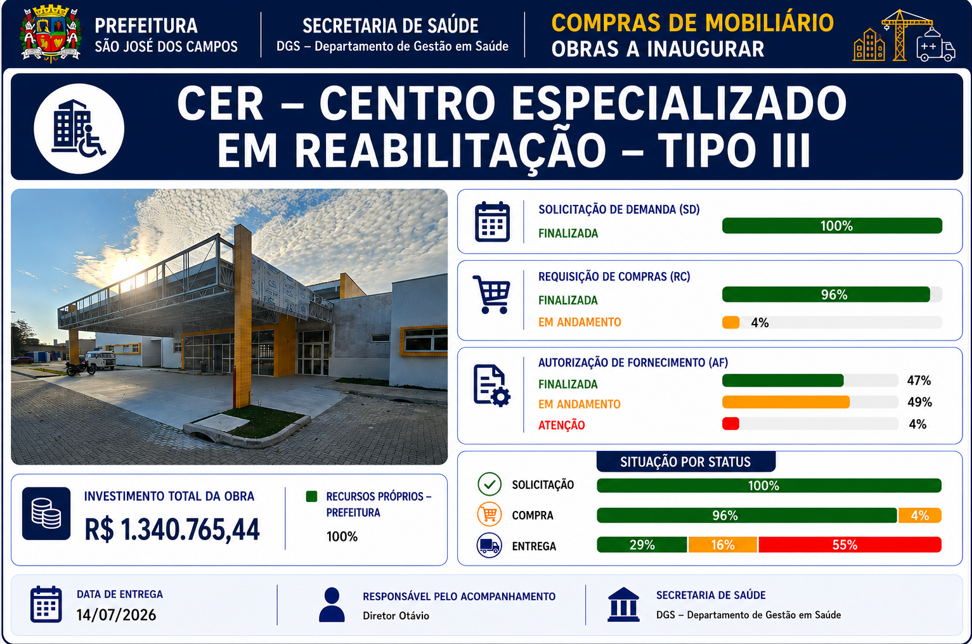 PREFEITURA
SÃO JOSÉ DOS CAMPOS
SECRETARIA DE SAÚDE
DGS – Departamento de Gestão em Saúde
COMPRAS DE MOBILIÁRIO
OBRAS A INAUGURAR
CER – CENTRO ESPECIALIZADO
EM REABILITAÇÃO – TIPO III
SOLICITAÇÃO DE DEMANDA (SD)
FINALIZADA
100%
REQUISIÇÃO DE COMPRAS (RC)
FINALIZADA
96%
EM ANDAMENTO
4%
AUTORIZAÇÃO DE FORNECIMENTO (AF)
FINALIZADA
47%
EM ANDAMENTO
49%
ATENÇÃO
4%
SITUAÇÃO POR STATUS
SOLICITAÇÃO
100%
COMPRA
96% 4%
ENTREGA
29% 16% 55%
INVESTIMENTO TOTAL DA OBRA
R$ 1.340.765,44
RECURSOS PRÓPRIOS –
PREFEITURA
100%
DATA DE ENTREGA
14/07/2026
RESPONSÁVEL PELO ACOMPANHAMENTO
Diretor Otávio
SECRETARIA DE SAÚDE
DGS – Departamento de Gestão em Saúde